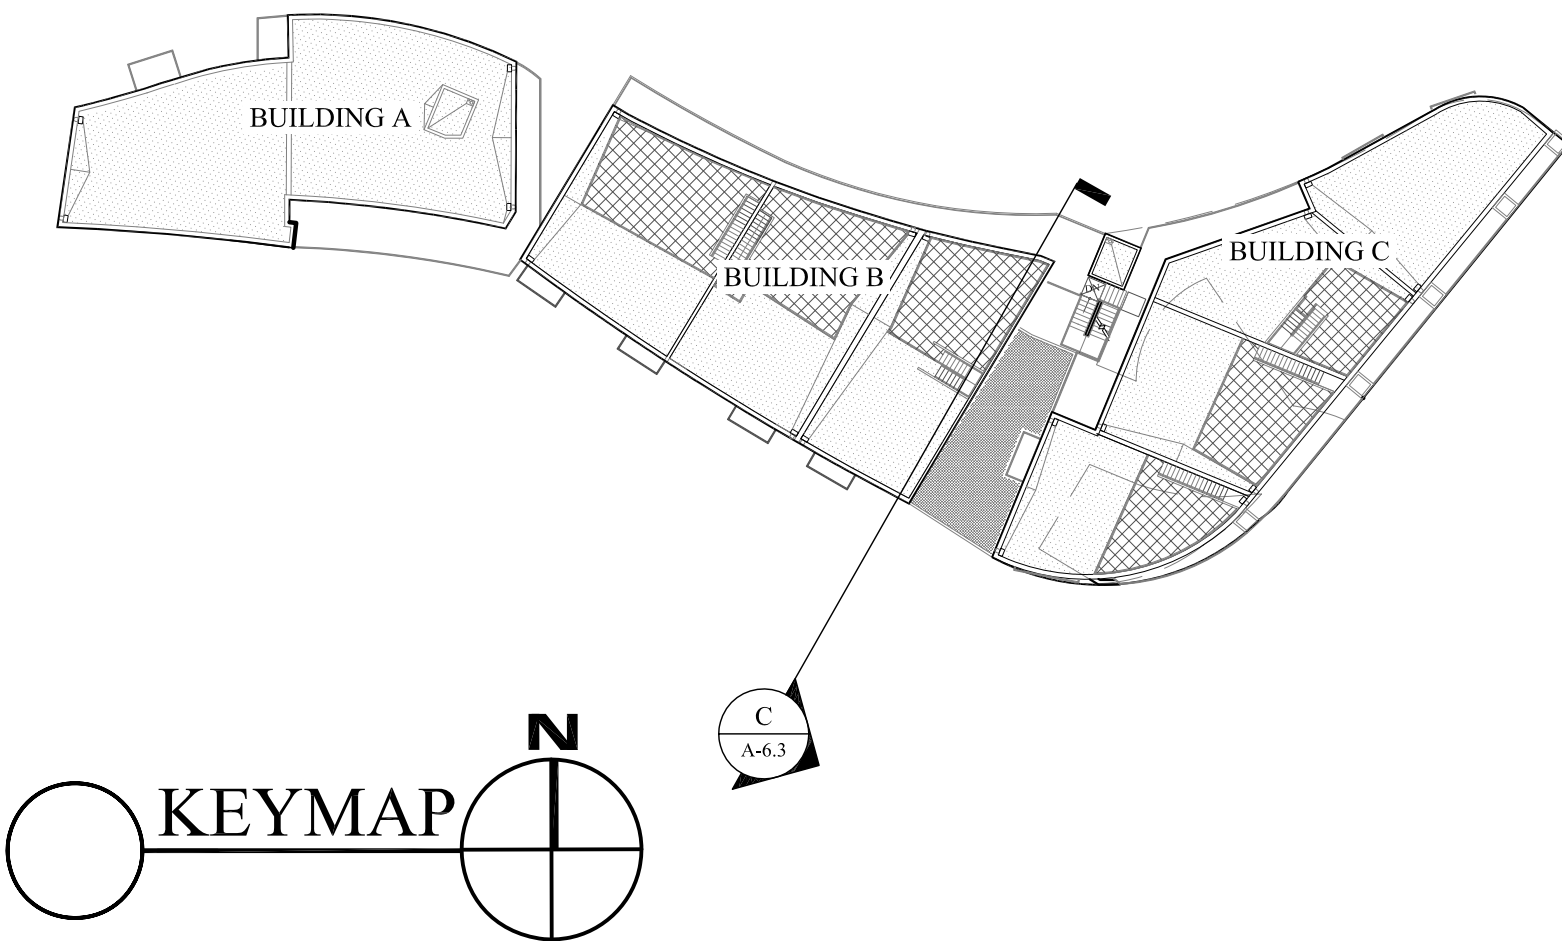 BUILDING A
BUILDING B
BUILDING C
DN
C
A-6.3
N
KEYMAP